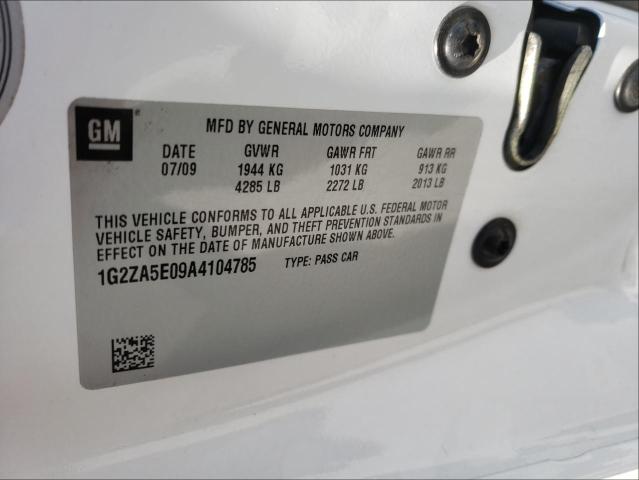 GM
MFD BY GENERAL MOTORS COMPANY
DATE GVWR GAWR FRT GAWR RR
07/09 1944 KG 1031 KG 913 KG
4285 LB 2272 LB 2013 LB
THIS VEHICLE CONFORMS TO ALL APPLICABLE U.S. FEDERAL MOTOR
VEHICLE SAFETY, BUMPER, AND THEFT PREVENTION STANDARDS IN
EFFECT ON THE DATE OF MANUFACTURE SHOWN ABOVE.
1G2ZA5E09A4104785 TYPE: PASS CAR